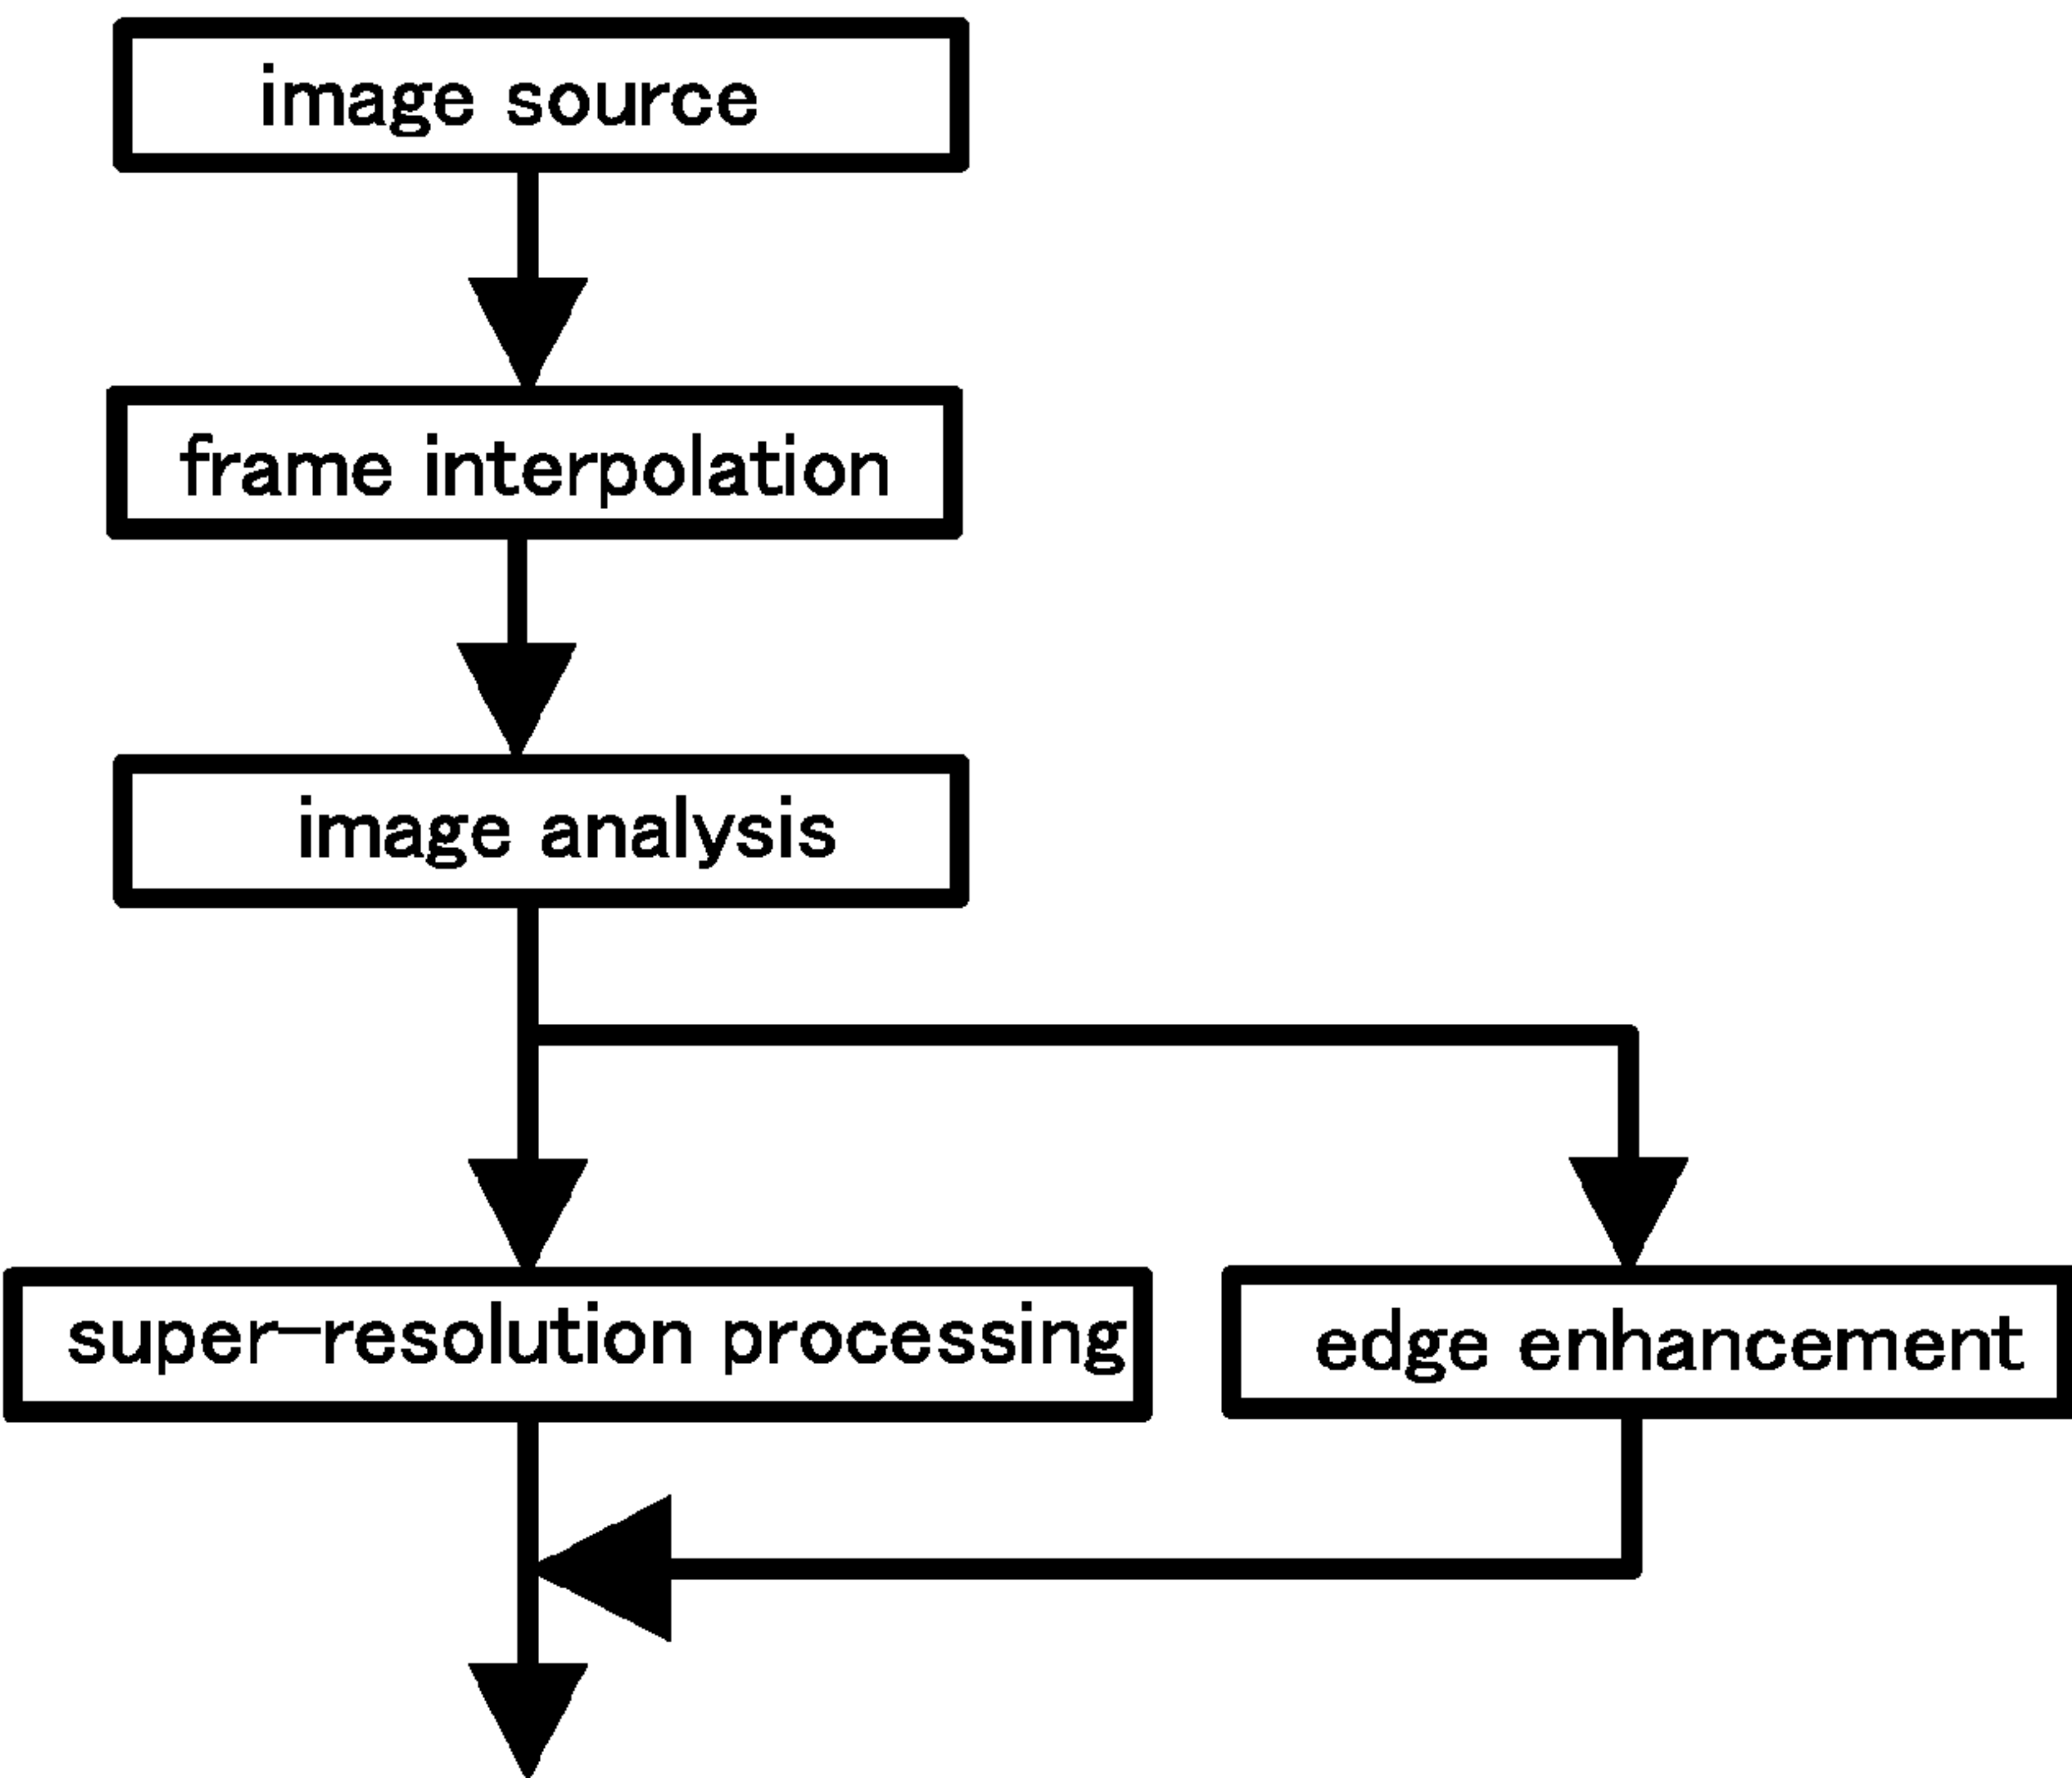 image source
frame interpolation
image analysis
super-resolution processing
edge enhancement